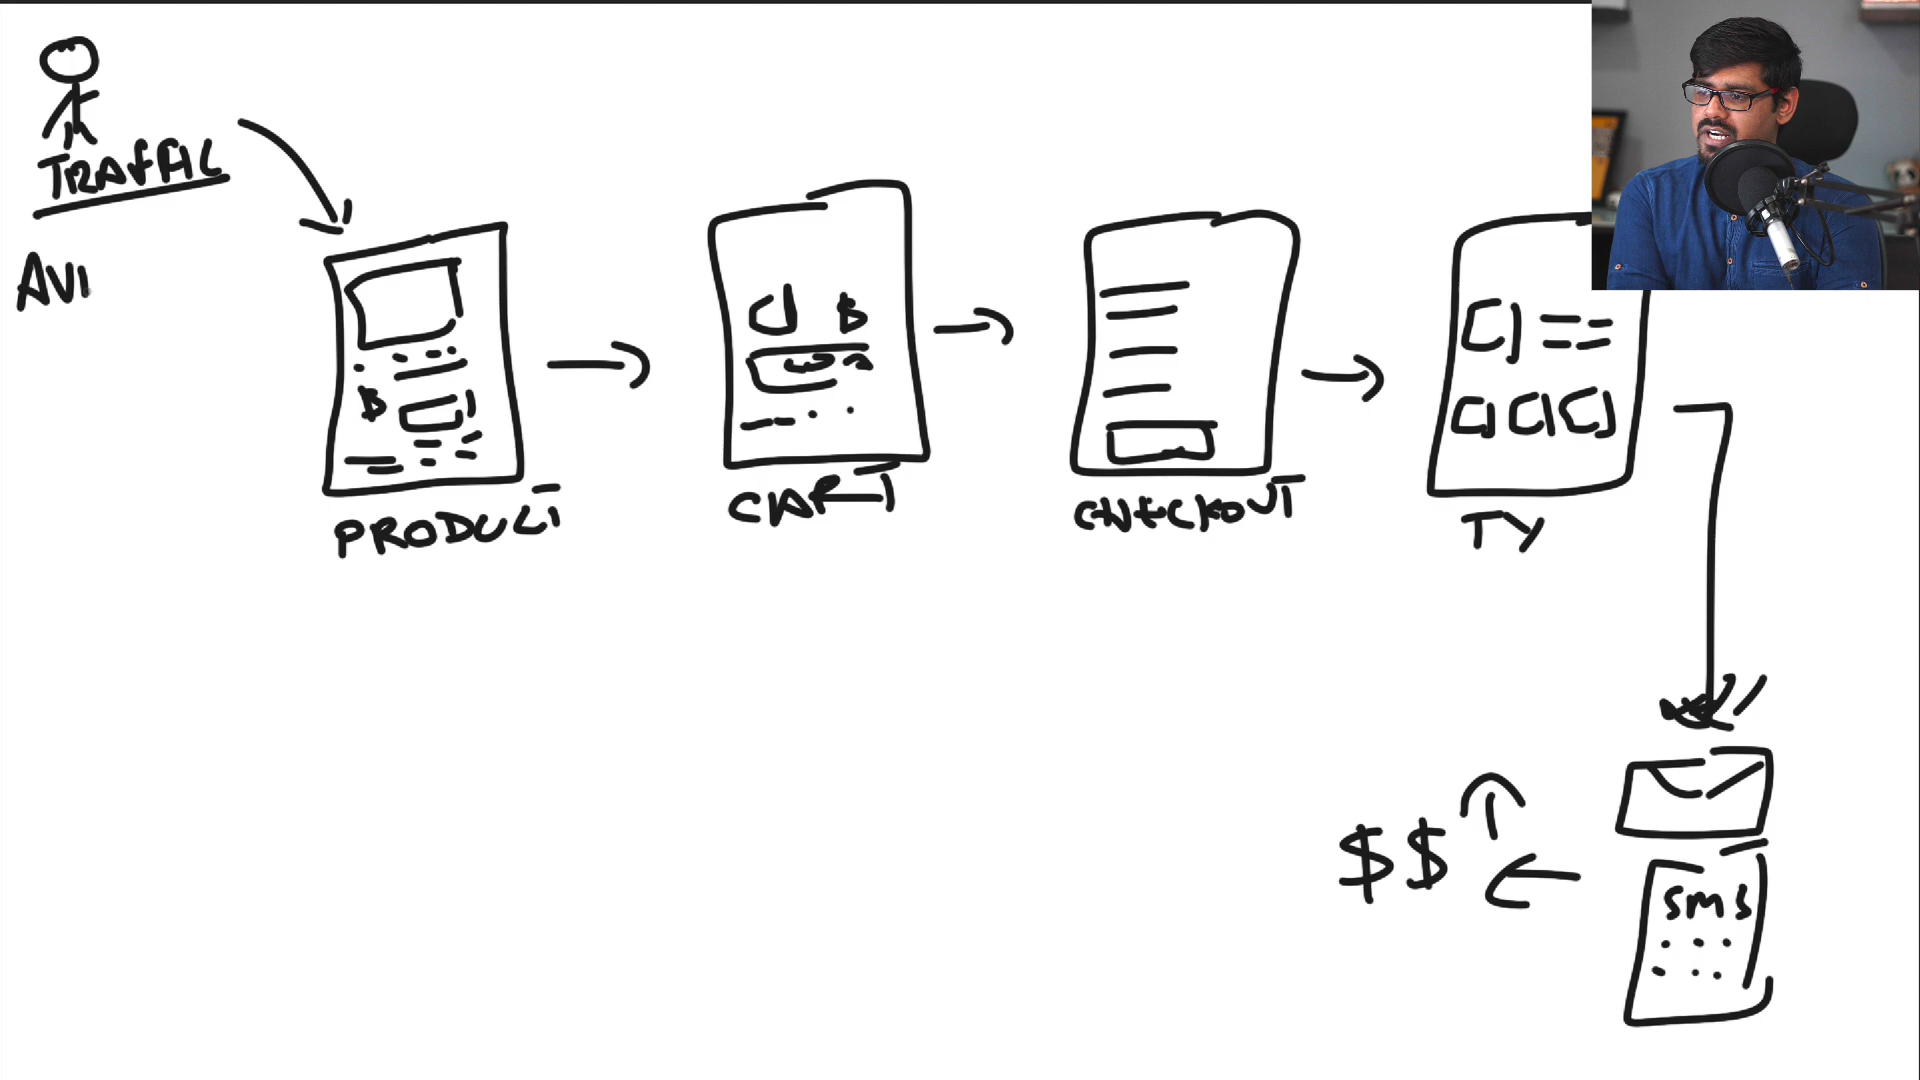 TRAFFIC
AVI
B
PRODUCT
B
CART
CHECKOUT
TY
$$
SMS